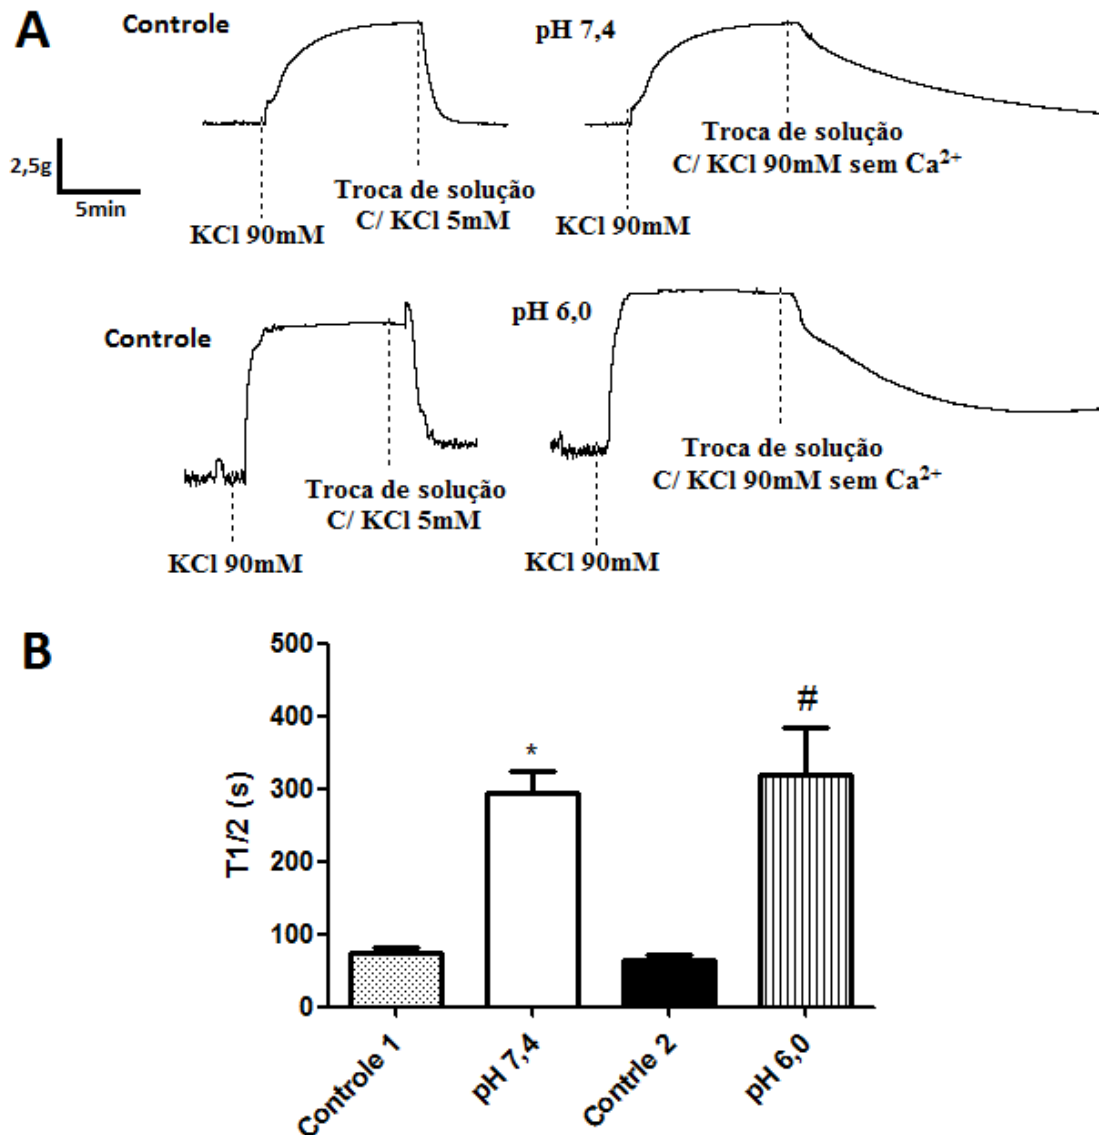 A
Controle
pH 7,4
2,5g
5min
KCl 90mM
Troca de solução
C/ KCl 5mM
KCl 90mM
Troca de solução
C/ KCl 90mM sem Ca²⁺
Controle
pH 6,0
KCl 90mM
Troca de solução
C/ KCl 5mM
KCl 90mM
Troca de solução
C/ KCl 90mM sem Ca²⁺
B
T1/2 (s)
500
400
300
200
100
0
*
#
Controle 1
pH 7,4
Contrle 2
pH 6,0